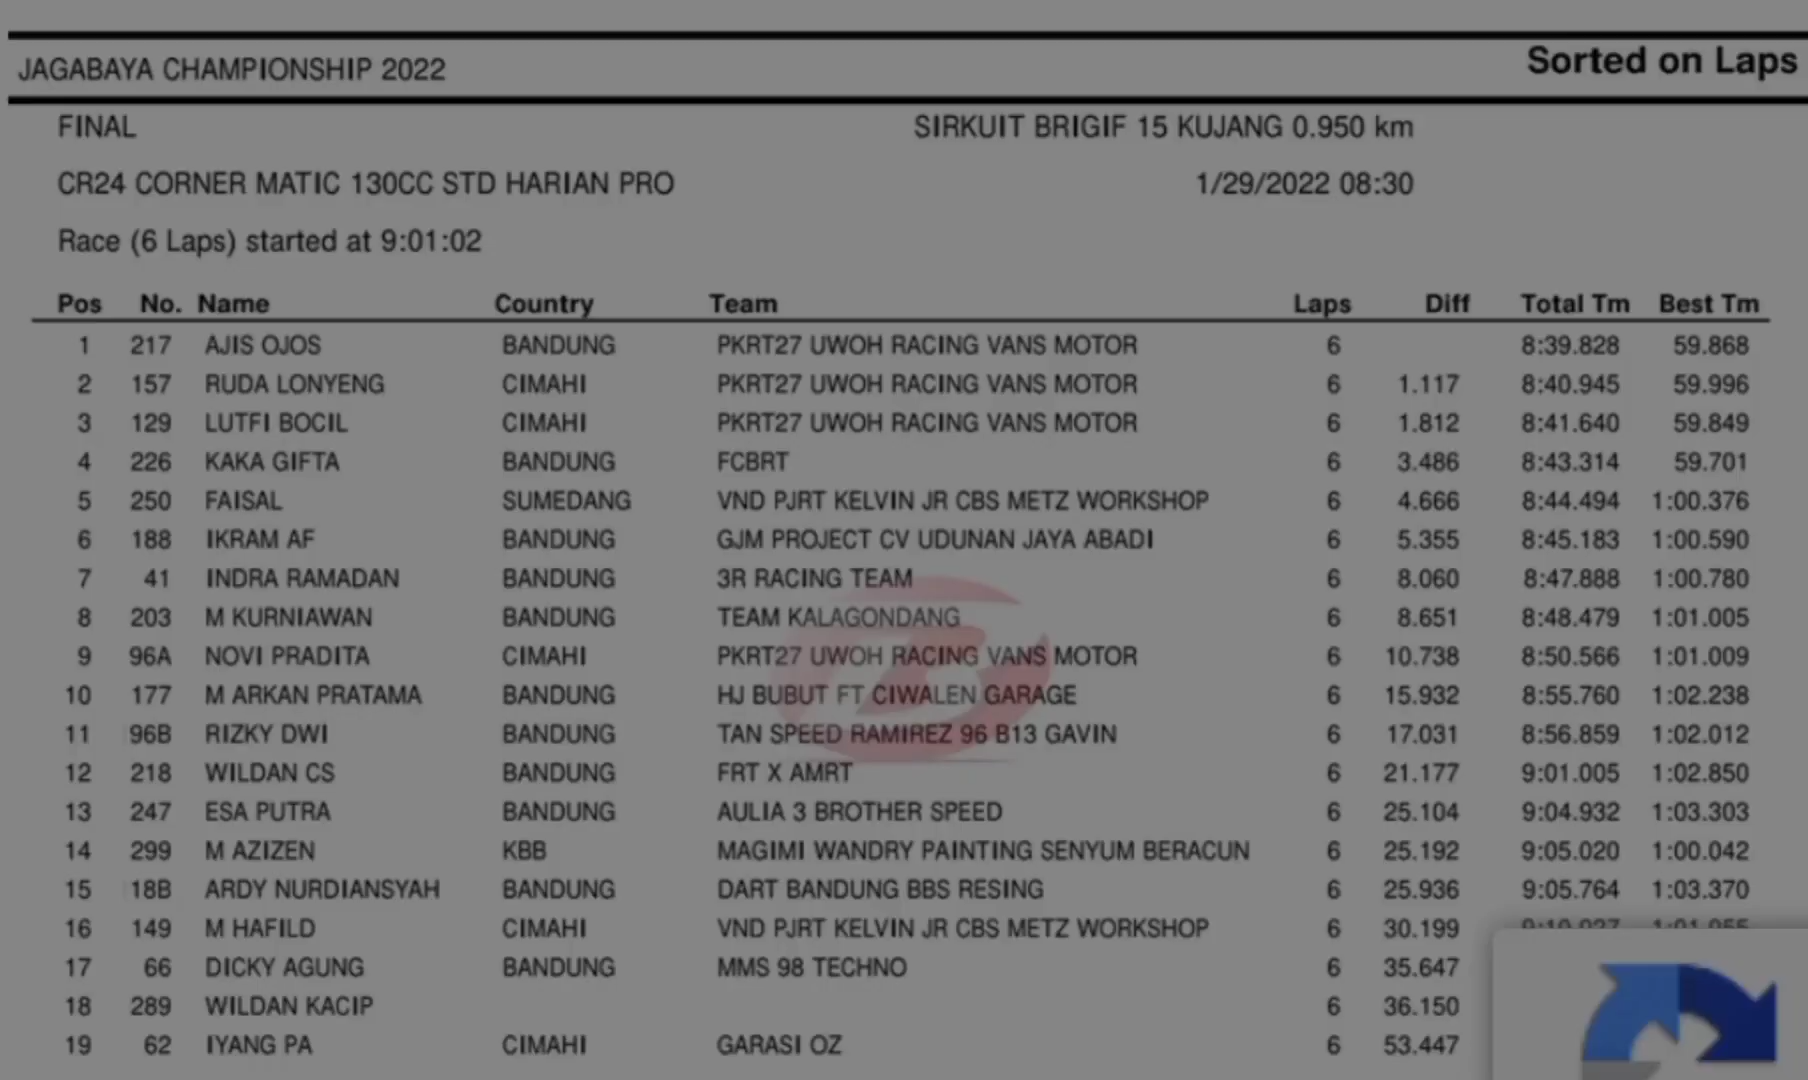 JAGABAYA CHAMPIONSHIP 2022 Sorted on Laps
FINAL SIRKUIT BRIGIF 15 KUJANG 0.950 km
CR24 CORNER MATIC 130CC STD HARIAN PRO 1/29/2022 08:30
Race (6 Laps) started at 9:01:02
Pos No. Name Country Team Laps Diff Total Tm Best Tm
1 217 AJIS OJOS BANDUNG PKRT27 UWOH RACING VANS MOTOR 6 8:39.828 59.868
2 157 RUDA LONYENG CIMAHI PKRT27 UWOH RACING VANS MOTOR 6 1.117 8:40.945 59.996
3 129 LUTFI BOCIL CIMAHI PKRT27 UWOH RACING VANS MOTOR 6 1.812 8:41.640 59.849
4 226 KAKA GIFTA BANDUNG FCBRT 6 3.486 8:43.314 59.701
5 250 FAISAL SUMEDANG VND PJRT KELVIN JR CBS METZ WORKSHOP 6 4.666 8:44.494 1:00.376
6 188 IKRAM AF BANDUNG GJM PROJECT CV UDUNAN JAYA ABADI 6 5.355 8:45.183 1:00.590
7 41 INDRA RAMADAN BANDUNG 3R RACING TEAM 6 8.060 8:47.888 1:00.780
8 203 M KURNIAWAN BANDUNG TEAM KALAGONDANG 6 8.651 8:48.479 1:01.005
9 96A NOVI PRADITA CIMAHI PKRT27 UWOH RACING VANS MOTOR 6 10.738 8:50.566 1:01.009
10 177 M ARKAN PRATAMA BANDUNG HJ BUBUT FT CIWALEN GARAGE 6 15.932 8:55.760 1:02.238
11 96B RIZKY DWI BANDUNG TAN SPEED RAMIREZ 96 B13 GAVIN 6 17.031 8:56.859 1:02.012
12 218 WILDAN CS BANDUNG FRT X AMRT 6 21.177 9:01.005 1:02.850
13 247 ESA PUTRA BANDUNG AULIA 3 BROTHER SPEED 6 25.104 9:04.932 1:03.303
14 299 M AZIZEN KBB MAGIMI WANDRY PAINTING SENYUM BERACUN 6 25.192 9:05.020 1:00.042
15 18B ARDY NURDIANSYAH BANDUNG DART BANDUNG BBS RESING 6 25.936 9:05.764 1:03.370
16 149 M HAFILD CIMAHI VND PJRT KELVIN JR CBS METZ WORKSHOP 6 30.199
17 66 DICKY AGUNG BANDUNG MMS 98 TECHNO 6 35.647
18 289 WILDAN KACIP 6 36.150
19 62 IYANG PA CIMAHI GARASI OZ 6 53.447